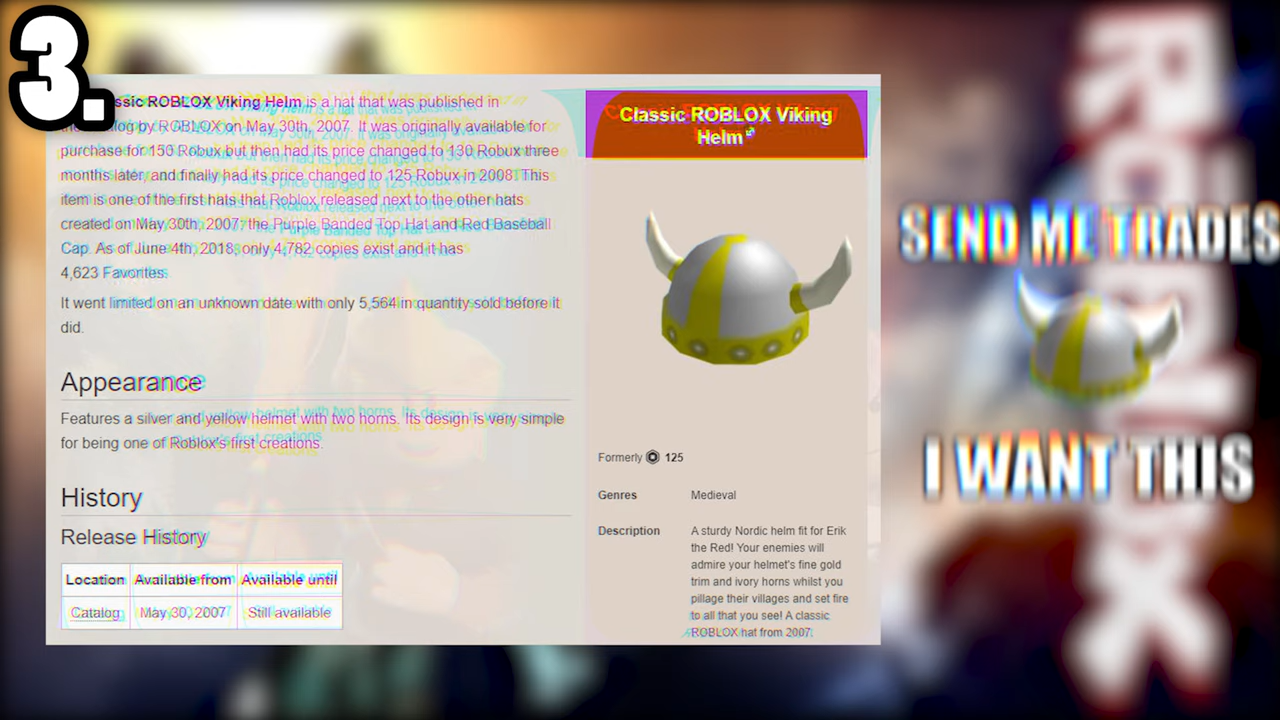 3.
ssic ROBLOX Viking Helm is a hat that was published in
the catalog by ROBLOX on May 30th, 2007. It was originally available for
purchase for 150 Robux but then had its price changed to 130 Robux three
months later, and finally had its price changed to 125 Robux in 2008! This
item is one of the first hats that Roblox released next to the other hats
created on May 30th, 2007: the Purple Banded Top Hat and Red Baseball
Cap. As of June 4th, 2018, only 4,782 copies exist and it has
4,623 Favorites.
It went limited on an unknown date with only 5,564 in quantity sold before it
did.
Appearance
Features a silver and yellow helmet with two horns. Its design is very simple
for being one of Roblox's first creations.
History
Release History
Location Available from Available until
Catalog May 30, 2007 Still available
Classic ROBLOX Viking
Helm
Formerly 125
Genres Medieval
Description A sturdy Nordic helm fit for Erik
the Red! Your enemies will
admire your helmet's fine gold
trim and ivory horns whilst you
pillage their villages and set fire
to all that you see! A classic
ROBLOX hat from 2007.
SEND ME TRADES
I WANT THIS